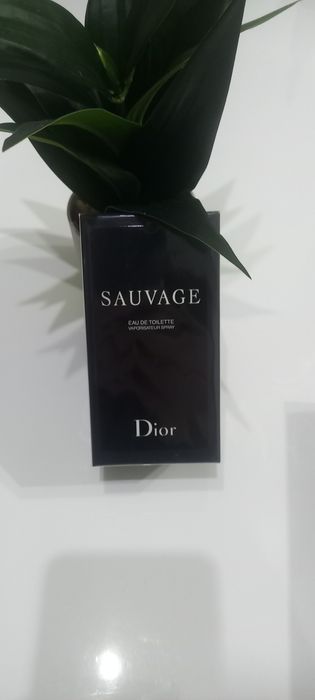 SAUVAGE
EAU DE TOILETTE
VAPORISATEUR SPRAY
Dior